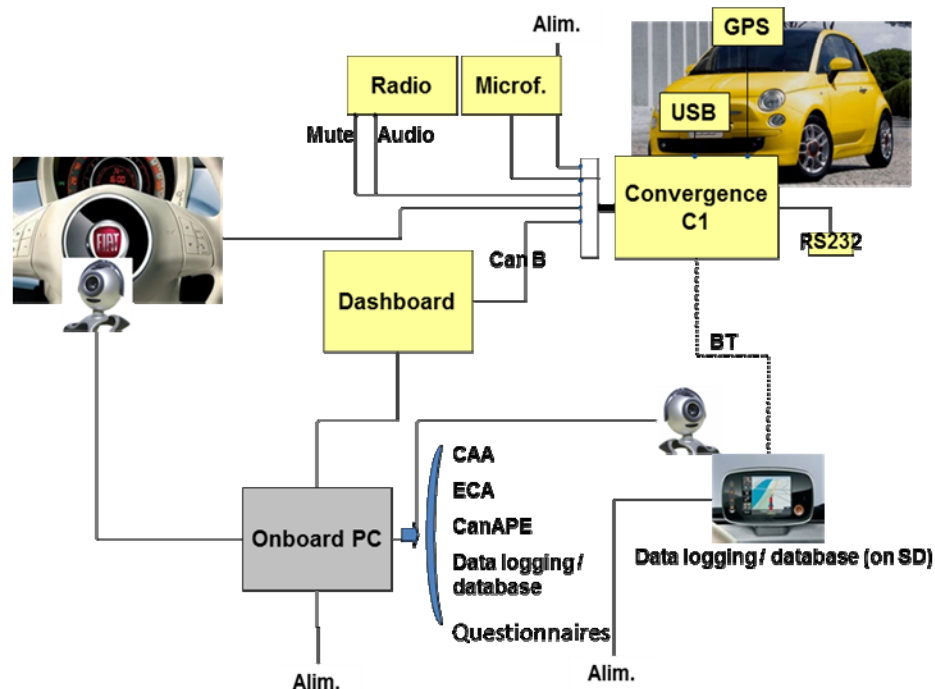 Alim.
GPS
Radio
Microf.
USB
Mute
Audio
Convergence
C1
FIAT
RS232
Can B
Dashboard
BT
CAA
ECA
CanAPE
Onboard PC
Data logging /
database
Data logging / database (on SD)
Questionnaires
Alim.
Alim.